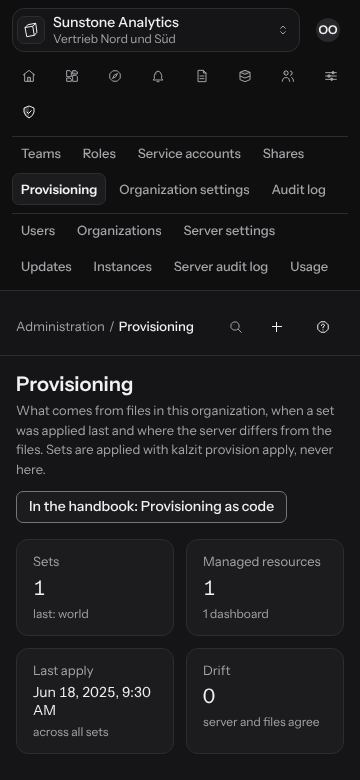 Sunstone Analytics
Vertrieb Nord und Süd
OO
Teams Roles Service accounts Shares
Provisioning Organization settings Audit log
Users Organizations Server settings
Updates Instances Server audit log Usage
Administration / Provisioning
Provisioning
What comes from files in this organization, when a set
was applied last and where the server differs from the
files. Sets are applied with kalzit provision apply, never
here.
In the handbook: Provisioning as code
Sets
1
last: world
Managed resources
1
1 dashboard
Last apply
Jun 18, 2025, 9:30
AM
across all sets
Drift
0
server and files agree